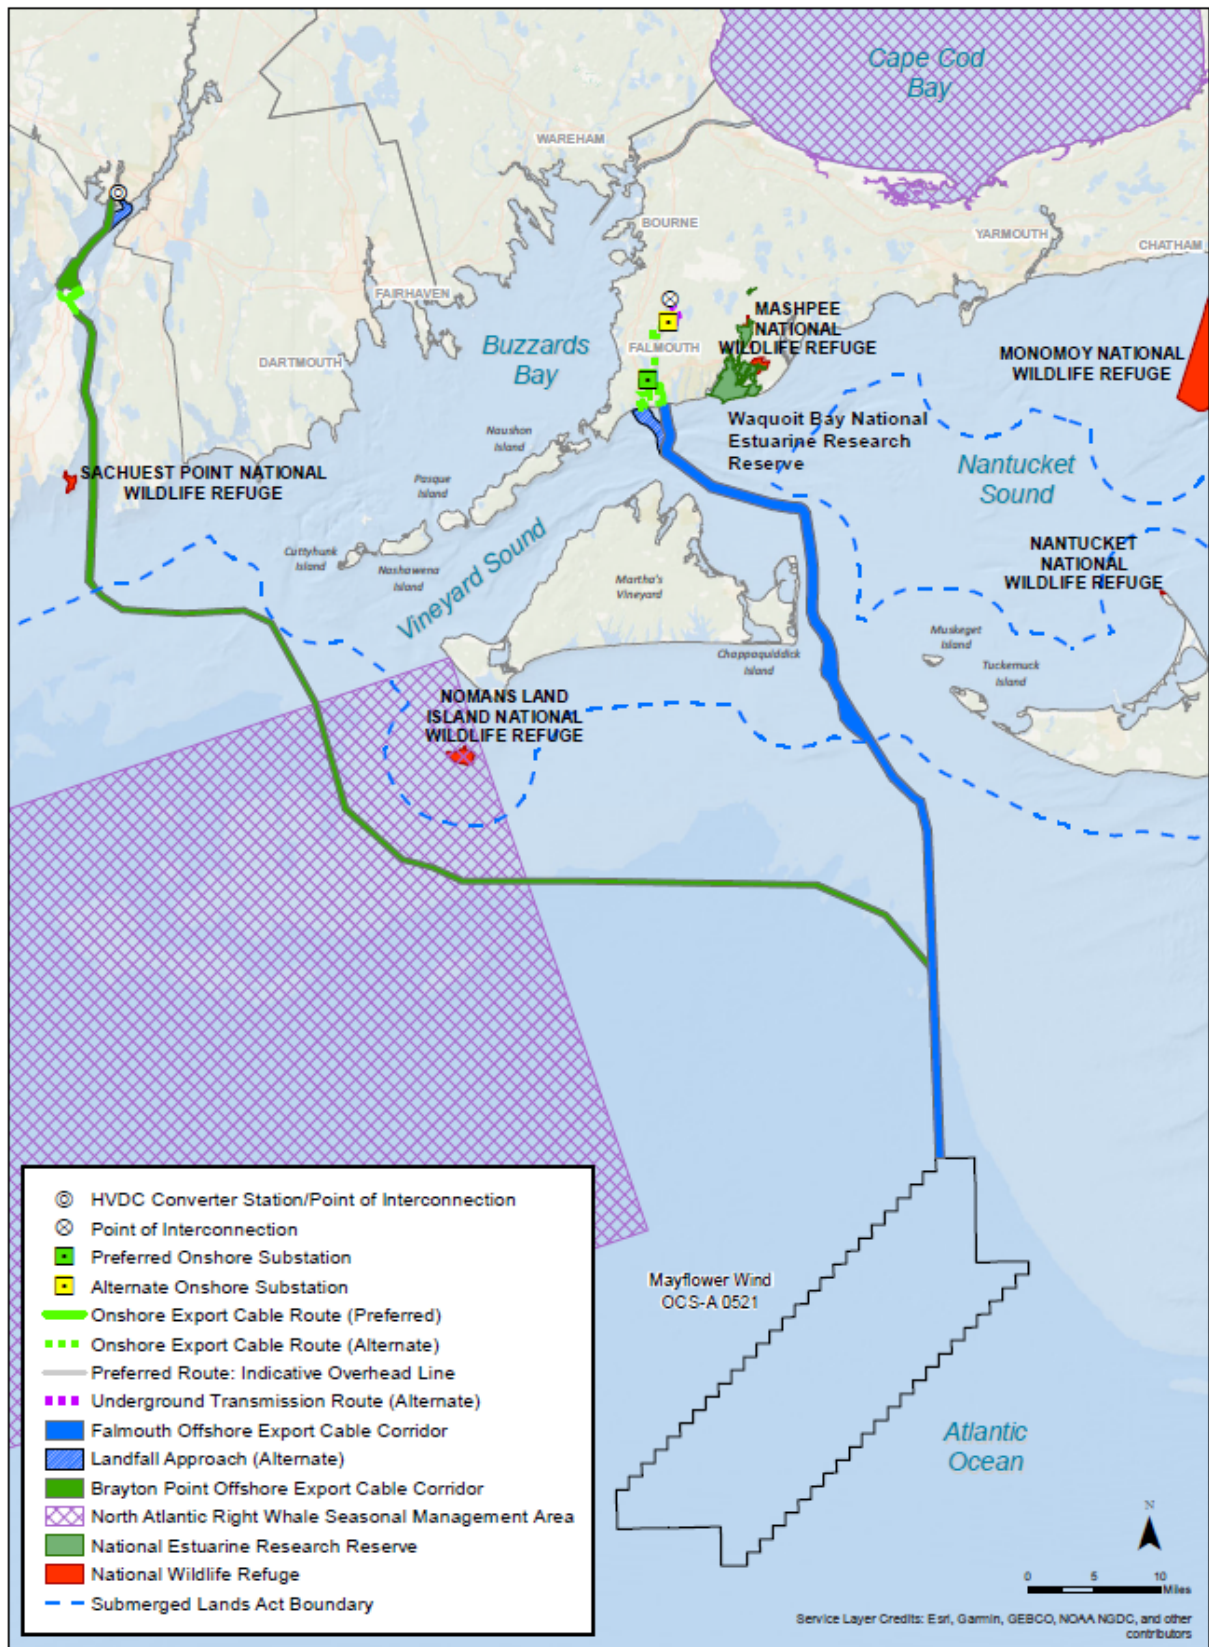 Cape Cod
Bay
WAREHAM
BOURNE
YARMOUTH
CHATHAM
FAIRHAVEN
MASHPEE
NATIONAL
WILDLIFE REFUGE
FALMOUTH
Buzzards
Bay
DARTMOUTH
MONOMOY NATIONAL
WILDLIFE REFUGE
Waquoit Bay National
Estuarine Research
Reserve
Naushon
Island
Nantucket
Sound
SACHUEST POINT NATIONAL
WILDLIFE REFUGE
Pasque
Island
Vineyard Sound
Cuttyhunk
Island
Nashawena
Island
Martha's
Vineyard
NANTUCKET
NATIONAL
WILDLIFE REFUGE
Muskeget
Island
Chappaquiddick
Island
Tuckernuck
Island
NOMANS LAND
ISLAND NATIONAL
WILDLIFE REFUGE
HVDC Converter Station/Point of Interconnection
Point of Interconnection
Preferred Onshore Substation
Alternate Onshore Substation
Onshore Export Cable Route (Preferred)
Onshore Export Cable Route (Alternate)
Preferred Route: Indicative Overhead Line
Underground Transmission Route (Alternate)
Falmouth Offshore Export Cable Corridor
Landfall Approach (Alternate)
Brayton Point Offshore Export Cable Corridor
North Atlantic Right Whale Seasonal Management Area
National Estuarine Research Reserve
National Wildlife Refuge
Submerged Lands Act Boundary
Mayflower Wind
OCS-A 0521
Atlantic
Ocean
N
0 5 10
Miles
Service Layer Credits: Esri, Garmin, GEBCO, NOAA NGDC, and other
contributors